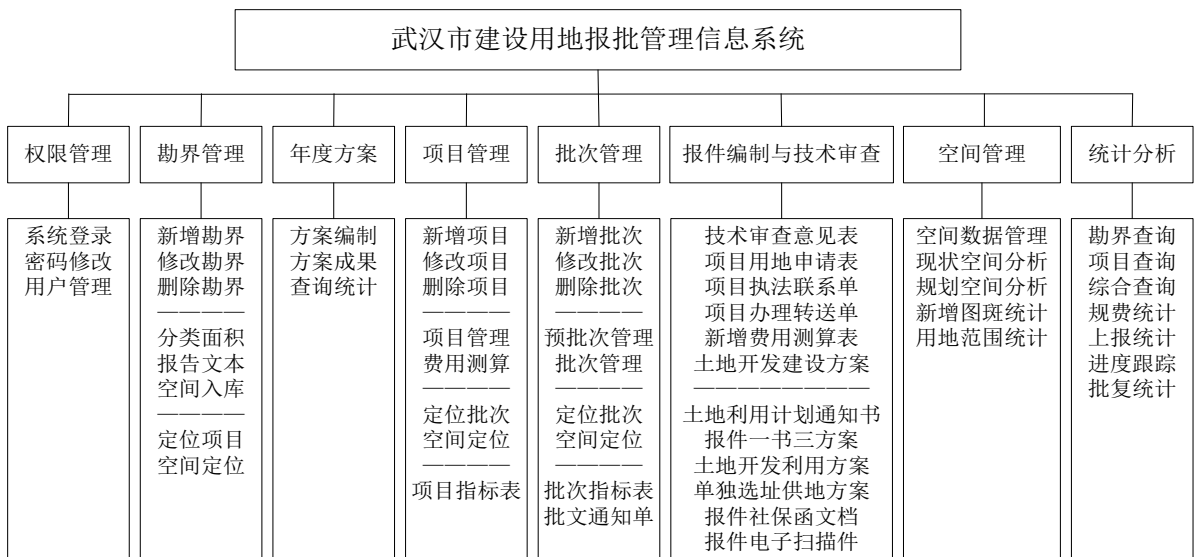 武汉市建设用地报批管理信息系统
权限管理
勘界管理
年度方案
项目管理
批次管理
报件编制与技术审查
空间管理
统计分析
系统登录
密码修改
用户管理
新增勘界
修改勘界
删除勘界
————
分类面积
报告文本
空间入库
————
定位项目
空间定位
方案编制
方案成果
查询统计
新增项目
修改项目
删除项目
————
项目管理
费用测算
————
定位批次
空间定位
————
项目指标表
新增批次
修改批次
删除批次
————
预批次管理
批次管理
————
定位批次
空间定位
————
批次指标表
批文通知单
技术审查意见表
项目用地申请表
项目执法联系单
项目办理转送单
新增费用测算表
土地开发建设方案
————————
土地利用计划通知书
报件一书三方案
土地开发利用方案
单独选址供地方案
报件社保函文档
报件电子扫描件
空间数据管理
现状空间分析
规划空间分析
新增图斑统计
用地范围统计
勘界查询
项目查询
综合查询
规费统计
上报统计
进度跟踪
批复统计